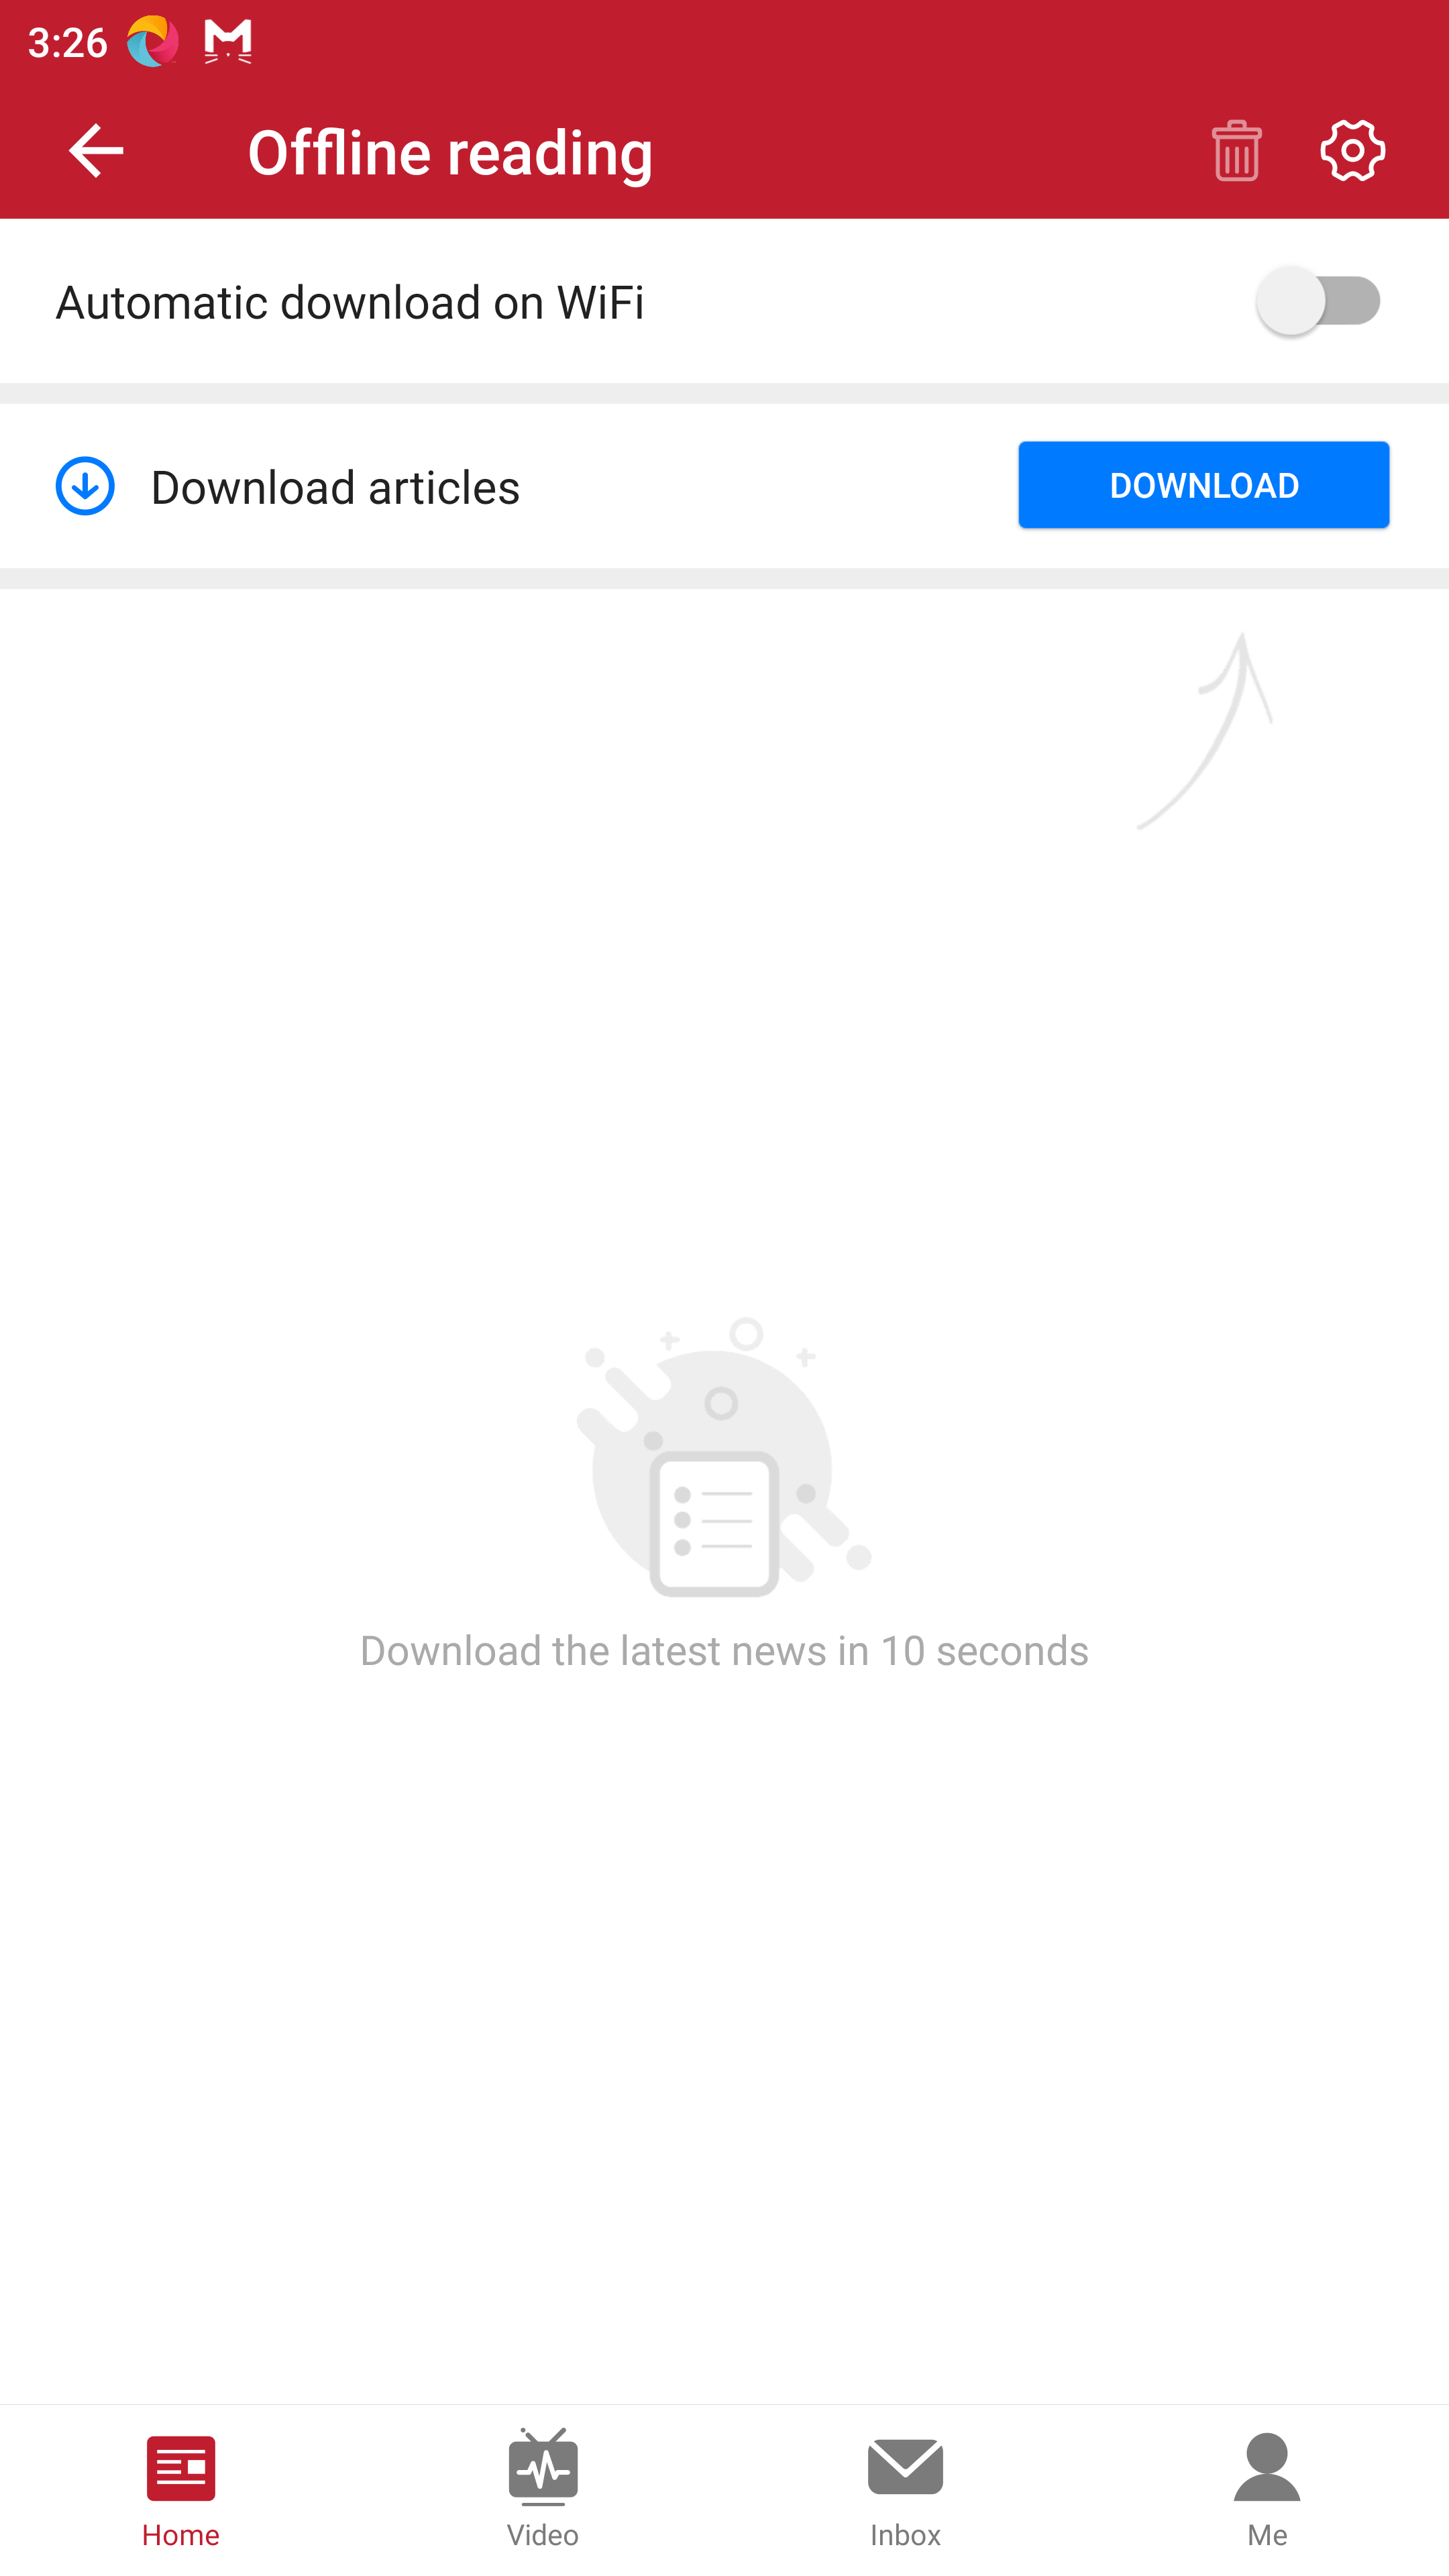 3:26
Offline reading
Automatic download on WiFi
Download articles
DOWNLOAD
Download the latest news in 10 seconds
Home
Video
Inbox
Me